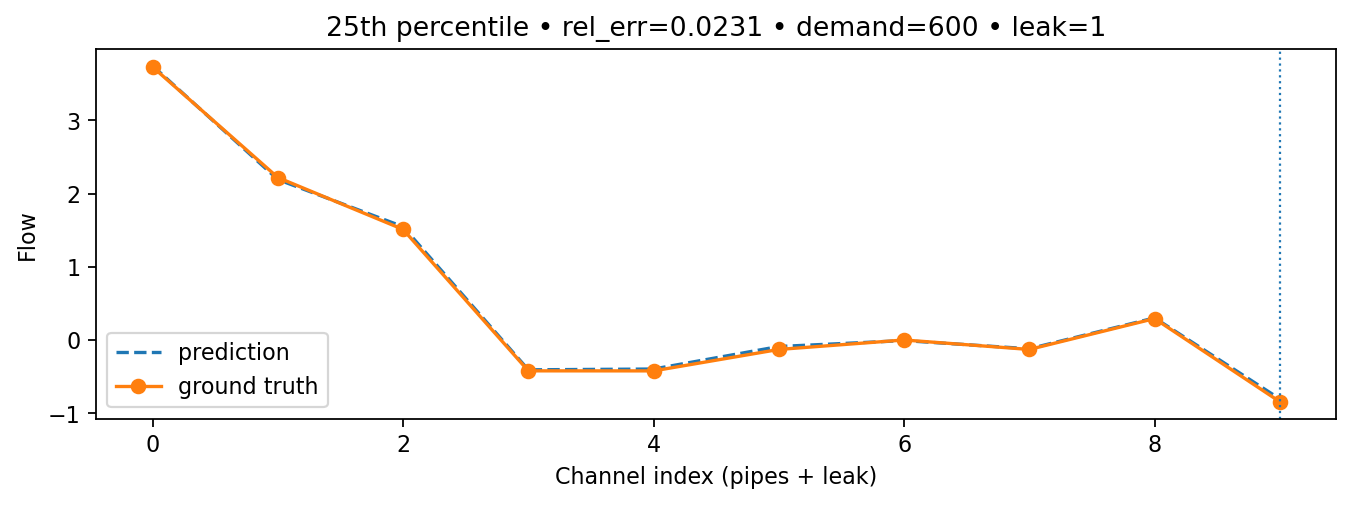 25th percentile • rel_err=0.0231 • demand=600 • leak=1
Flow
3
2
1
0
−1
prediction
ground truth
0
2
4
6
8
Channel index (pipes + leak)